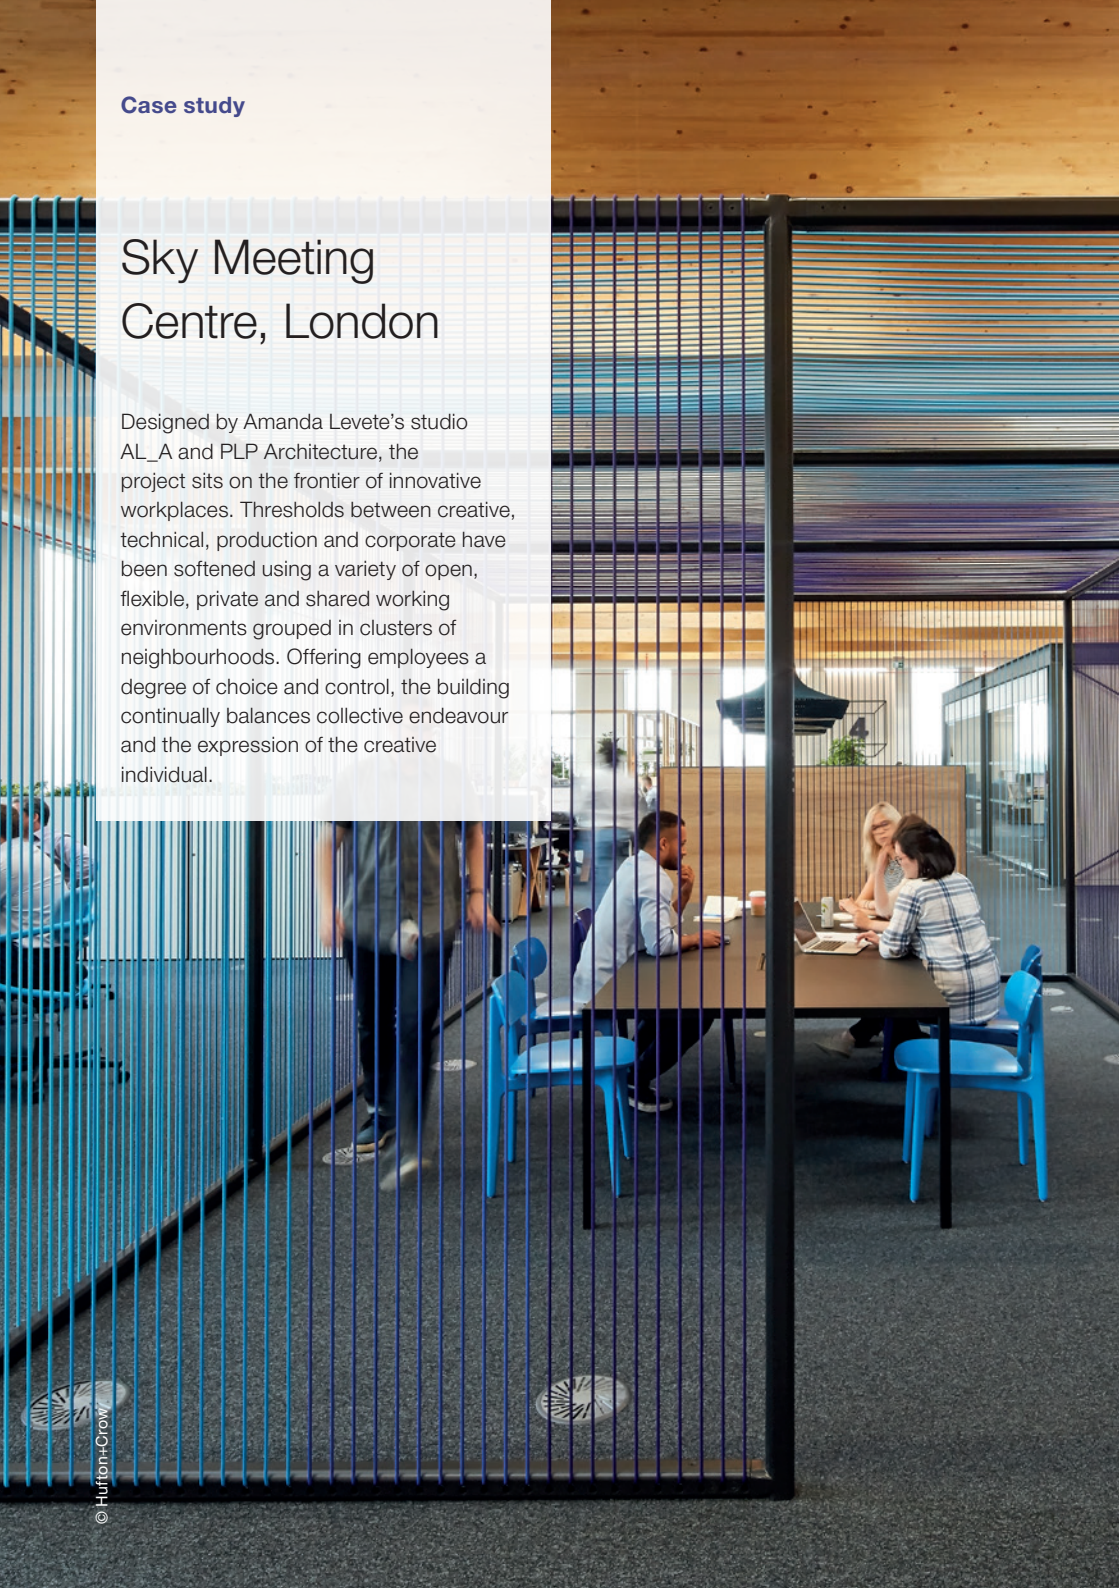 Case study
Sky Meeting
Centre, London
Designed by Amanda Levete’s studio
AL_A and PLP Architecture, the
project sits on the frontier of innovative
workplaces. Thresholds between creative,
technical, production and corporate have
been softened using a variety of open,
flexible, private and shared working
environments grouped in clusters of
neighbourhoods. Offering employees a
degree of choice and control, the building
continually balances collective endeavour
and the expression of the creative
individual.
4
© Hufton+Crow